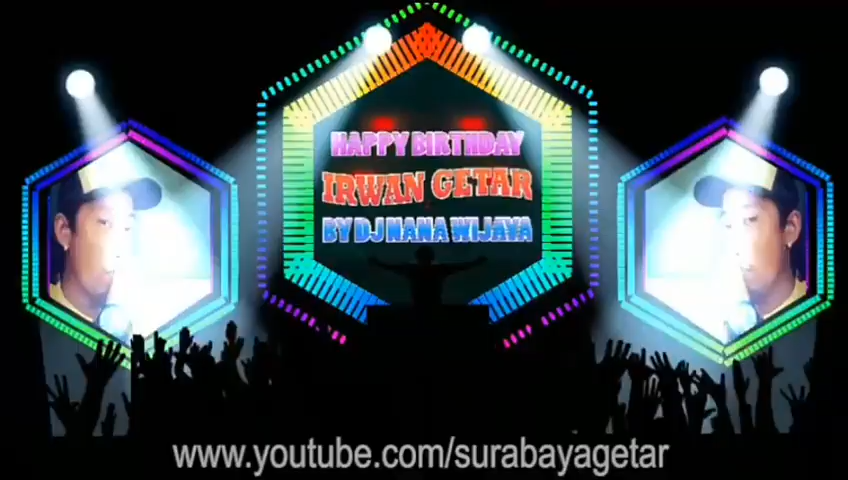 HAPPY BIRTHDAY
IRWAN GETAR
BY DJ NANA WIJAYA
www.youtube.com/surabayagetar